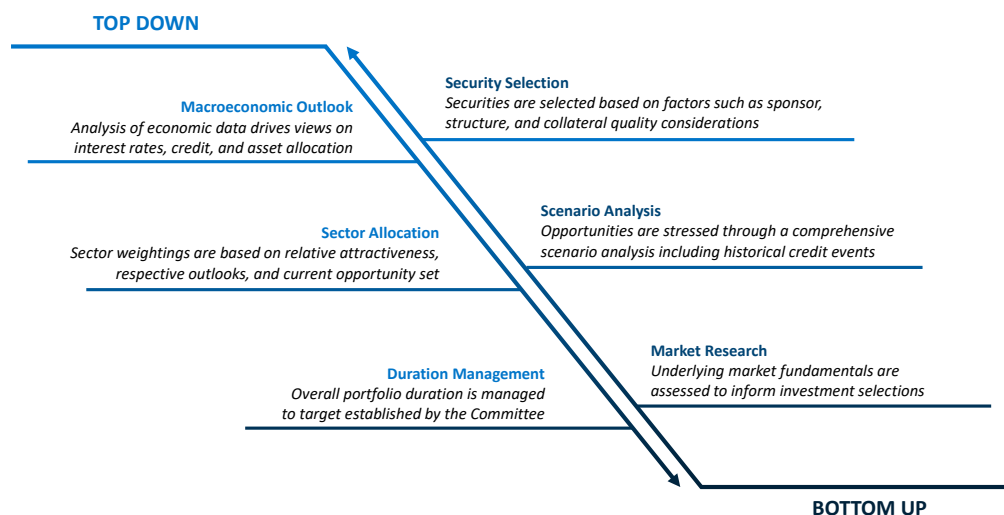 TOP DOWN
Macroeconomic Outlook
Analysis of economic data drives views on
interest rates, credit, and asset allocation
Sector Allocation
Sector weightings are based on relative attractiveness,
respective outlooks, and current opportunity set
Duration Management
Overall portfolio duration is managed
to target established by the Committee
Security Selection
Securities are selected based on factors such as sponsor,
structure, and collateral quality considerations
Scenario Analysis
Opportunities are stressed through a comprehensive
scenario analysis including historical credit events
Market Research
Underlying market fundamentals are
assessed to inform investment selections
BOTTOM UP